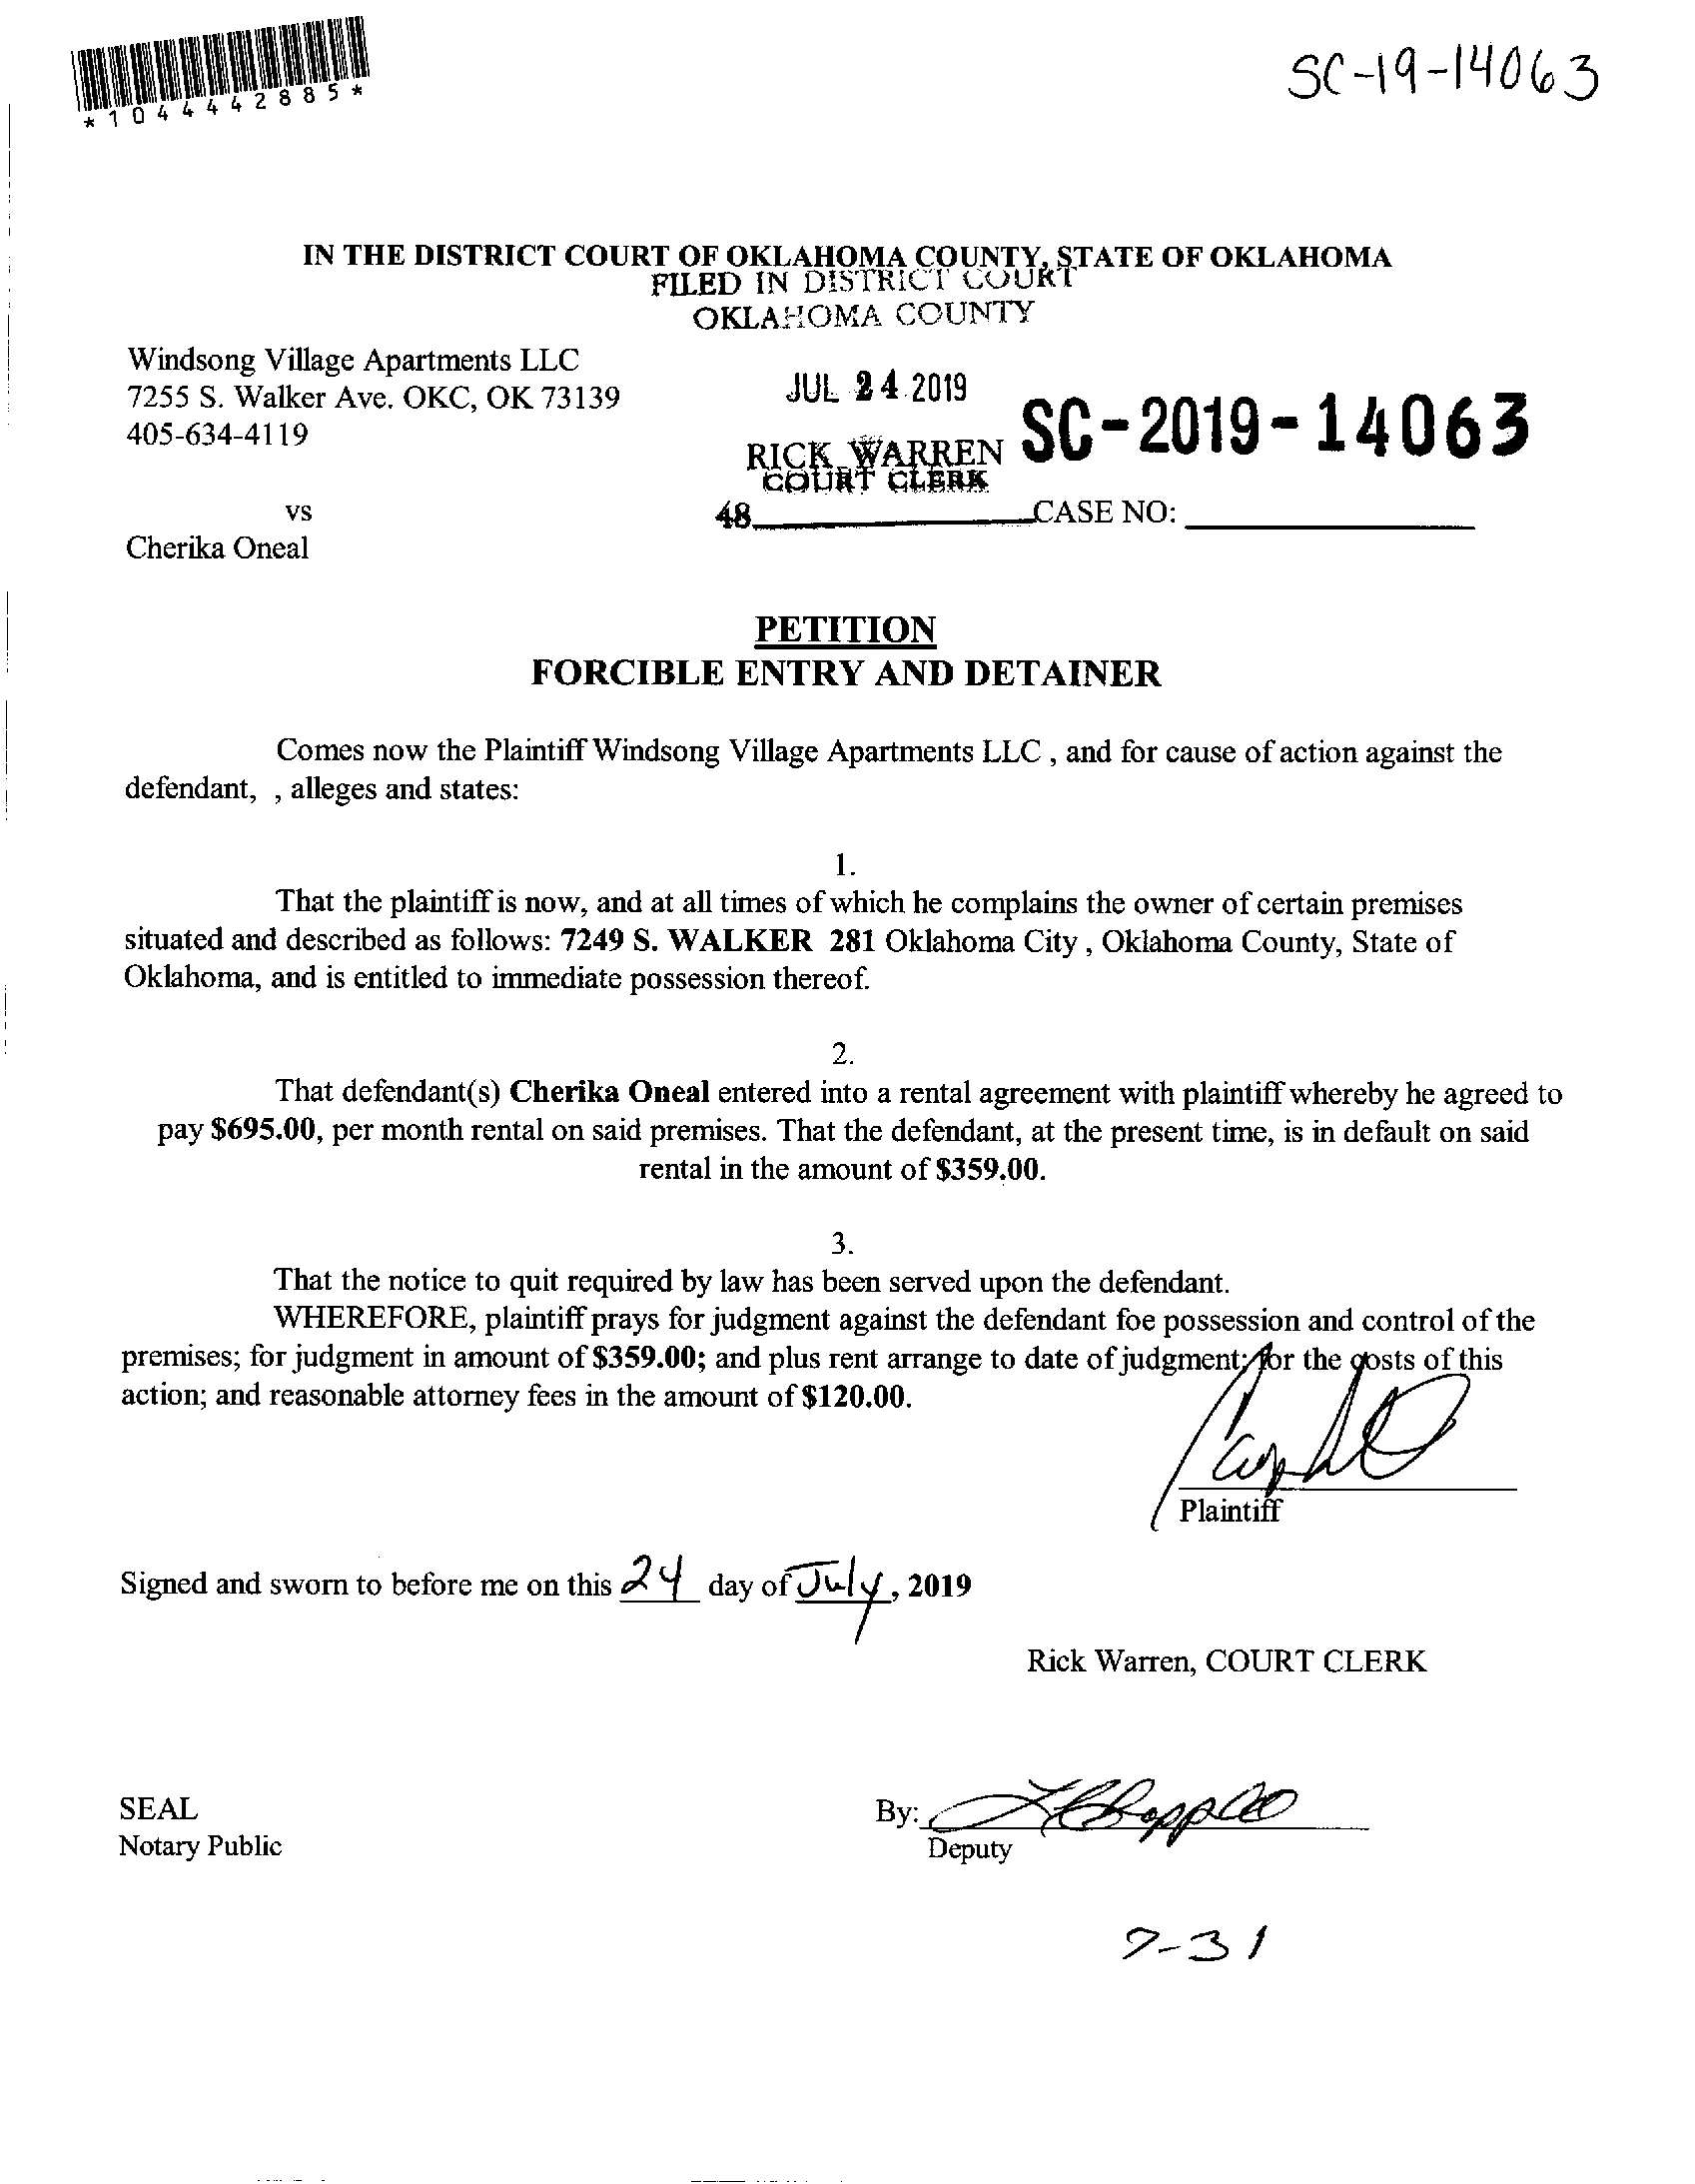 *1044442885*
SC-19-14063
IN THE DISTRICT COURT OF OKLAHOMA COUNTY, STATE OF OKLAHOMA
FILED IN DISTRICT COURT
OKLAHOMA COUNTY
Windsong Village Apartments LLC
7255 S. Walker Ave. OKC, OK 73139
JUL 24 2019
405-634-4119
SC-2019-14063
RICK WARREN
COURT CLERK
vs
48 CASE NO:
Cherika Oneal
PETITION
FORCIBLE ENTRY AND DETAINER
Comes now the Plaintiff Windsong Village Apartments LLC , and for cause of action against the
defendant, , alleges and states:
1.
That the plaintiff is now, and at all times of which he complains the owner of certain premises
situated and described as follows: 7249 S. WALKER 281 Oklahoma City , Oklahoma County, State of
Oklahoma, and is entitled to immediate possession thereof.
2.
That defendant(s) Cherika Oneal entered into a rental agreement with plaintiff whereby he agreed to
pay $695.00, per month rental on said premises. That the defendant, at the present time, is in default on said
rental in the amount of $359.00.
3.
That the notice to quit required by law has been served upon the defendant.
WHEREFORE, plaintiff prays for judgment against the defendant foe possession and control of the
premises; for judgment in amount of $359.00; and plus rent arrange to date of judgment; for the costs of this
action; and reasonable attorney fees in the amount of $120.00.
Plaintiff
Signed and sworn to before me on this 24 day of July, 2019
Rick Warren, COURT CLERK
SEAL
By:
Notary Public
Deputy
7-31